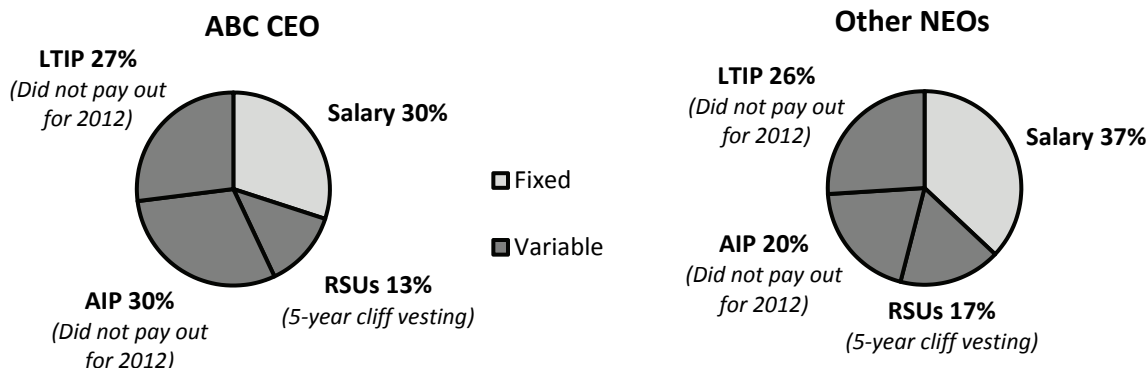 ABC CEO
LTIP 27%
(Did not pay out
for 2012)
Salary 30%
AIP 30%
(Did not pay out
for 2012)
RSUs 13%
(5-year cliff vesting)
Fixed
Variable
Other NEOs
LTIP 26%
(Did not pay out
for 2012)
Salary 37%
AIP 20%
(Did not pay out
for 2012)
RSUs 17%
(5-year cliff vesting)